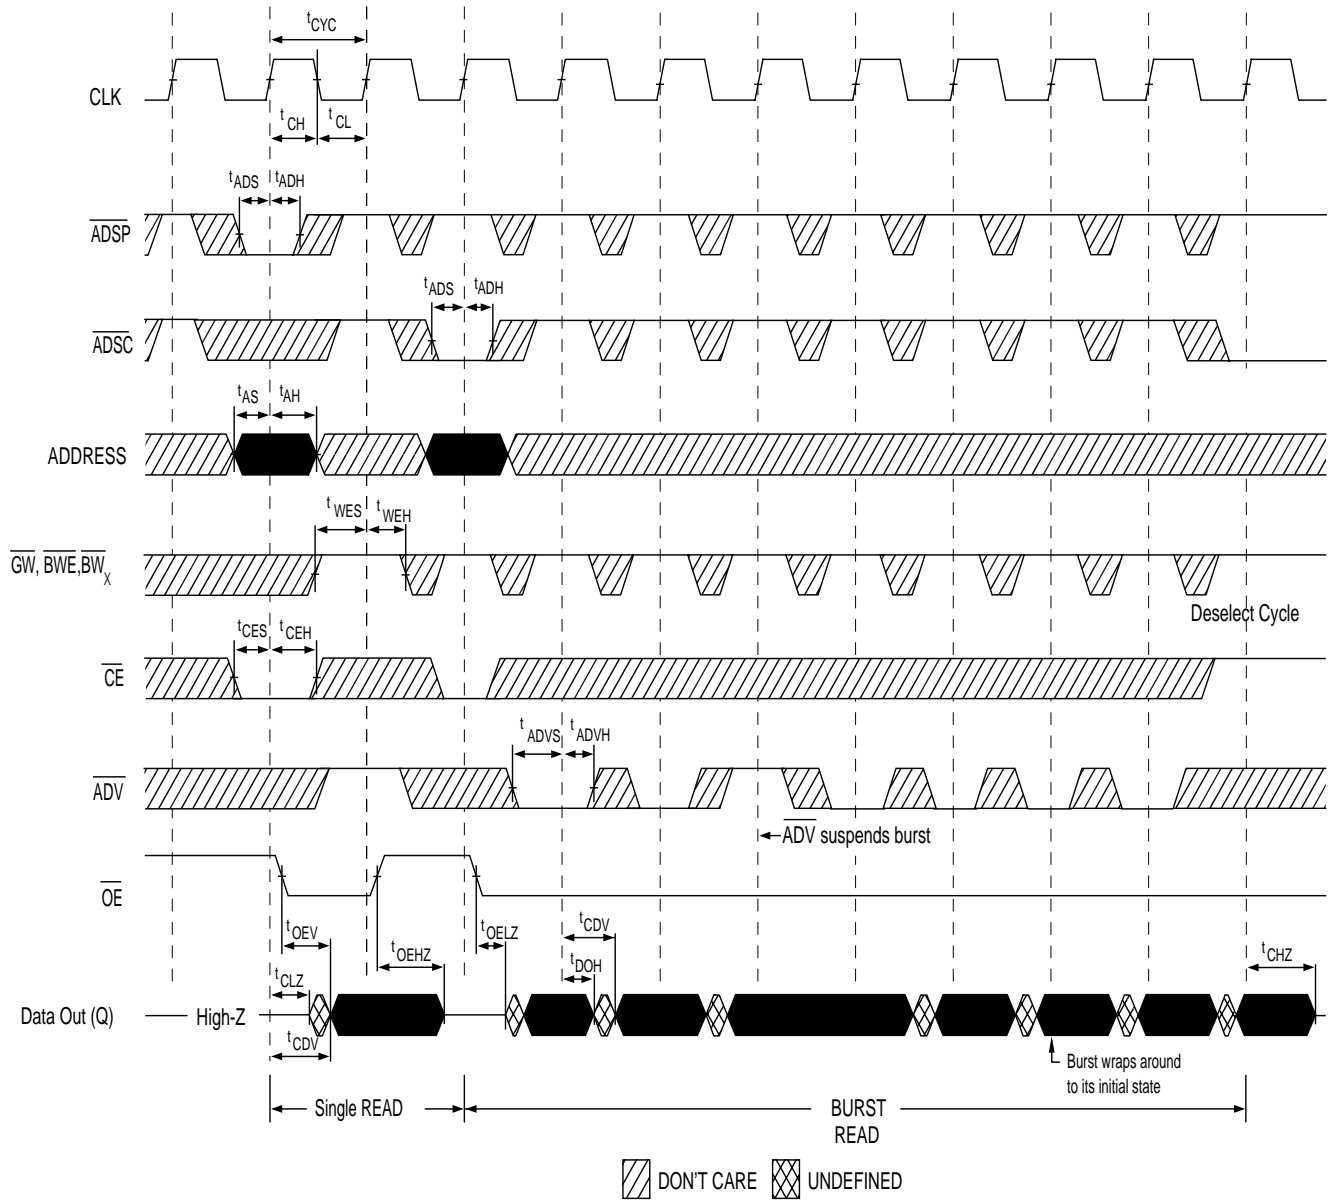 tCYC
CLK
tCH
tCL
tADS
tADH
ADSP
tADS
tADH
ADSC
tAS
tAH
ADDRESS
tWES
tWEH
GW, BWE,BWX
Deselect Cycle
tCES
tCEH
CE
tADVS
tADVH
ADV
ADV suspends burst
OE
tOEV
tOEHZ
tOELZ
tCDV
tDOH
tCHZ
tCLZ
Data Out (Q)
High-Z
tCDV
Burst wraps around
to its initial state
Single READ
BURST
READ
DON'T CARE
UNDEFINED